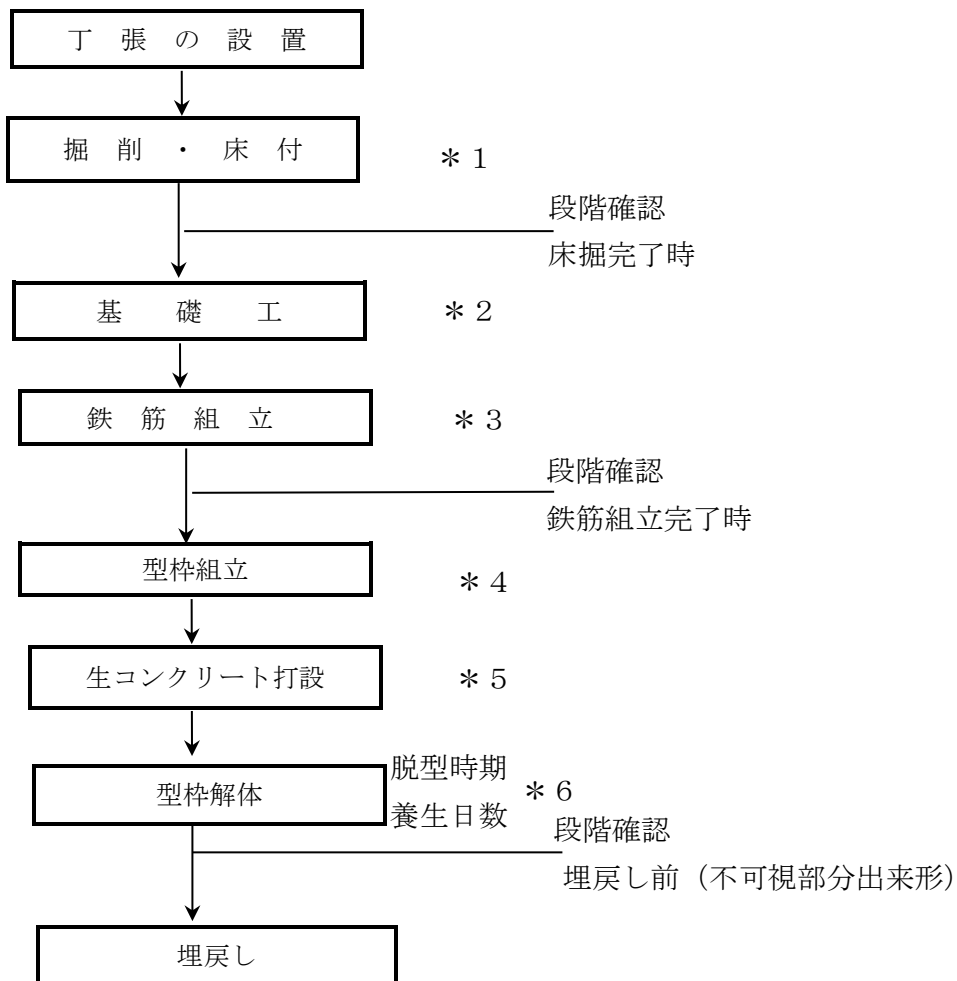 丁張の設置
掘削・床付
＊１
段階確認
床掘完了時
基礎工
＊２
鉄筋組立
＊３
段階確認
鉄筋組立完了時
型枠組立
＊４
生コンクリート打設
＊５
型枠解体
脱型時期
養生日数
＊６
段階確認
埋戻し前（不可視部分出来形）
埋戻し